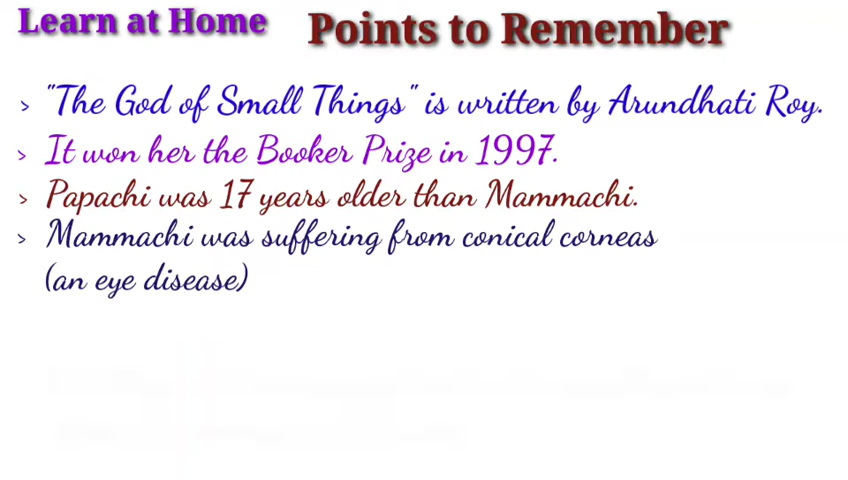 Learn at Home
Points to Remember
> "The God of Small Things" is written by Arundhati Roy.
> It won her the Booker Prize in 1997.
> Papachi was 17 years older than Mammachi.
> Mammachi was suffering from conical corneas
(an eye disease)